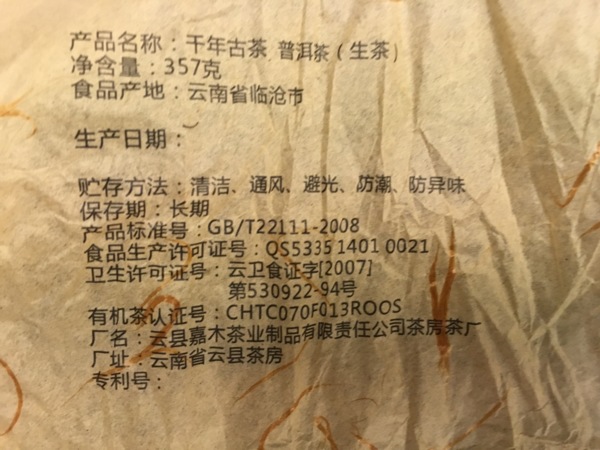 产品名称：千年古茶 普洱茶（生茶）
净含量：357克
食品产地：云南省临沧市
生产日期：
贮存方法：清洁、通风、避光、防潮、防异味
保存期：长期
产品标准号：GB/T22111-2008
食品生产许可证号：QS5335 1401 0021
卫生许可证号：云卫食证字[2007]
第530922-94号
有机茶认证号：CHTC070F013ROOS
厂名：云县嘉木茶业制品有限责任公司茶房茶厂
厂址：云南省云县茶房
专利号：